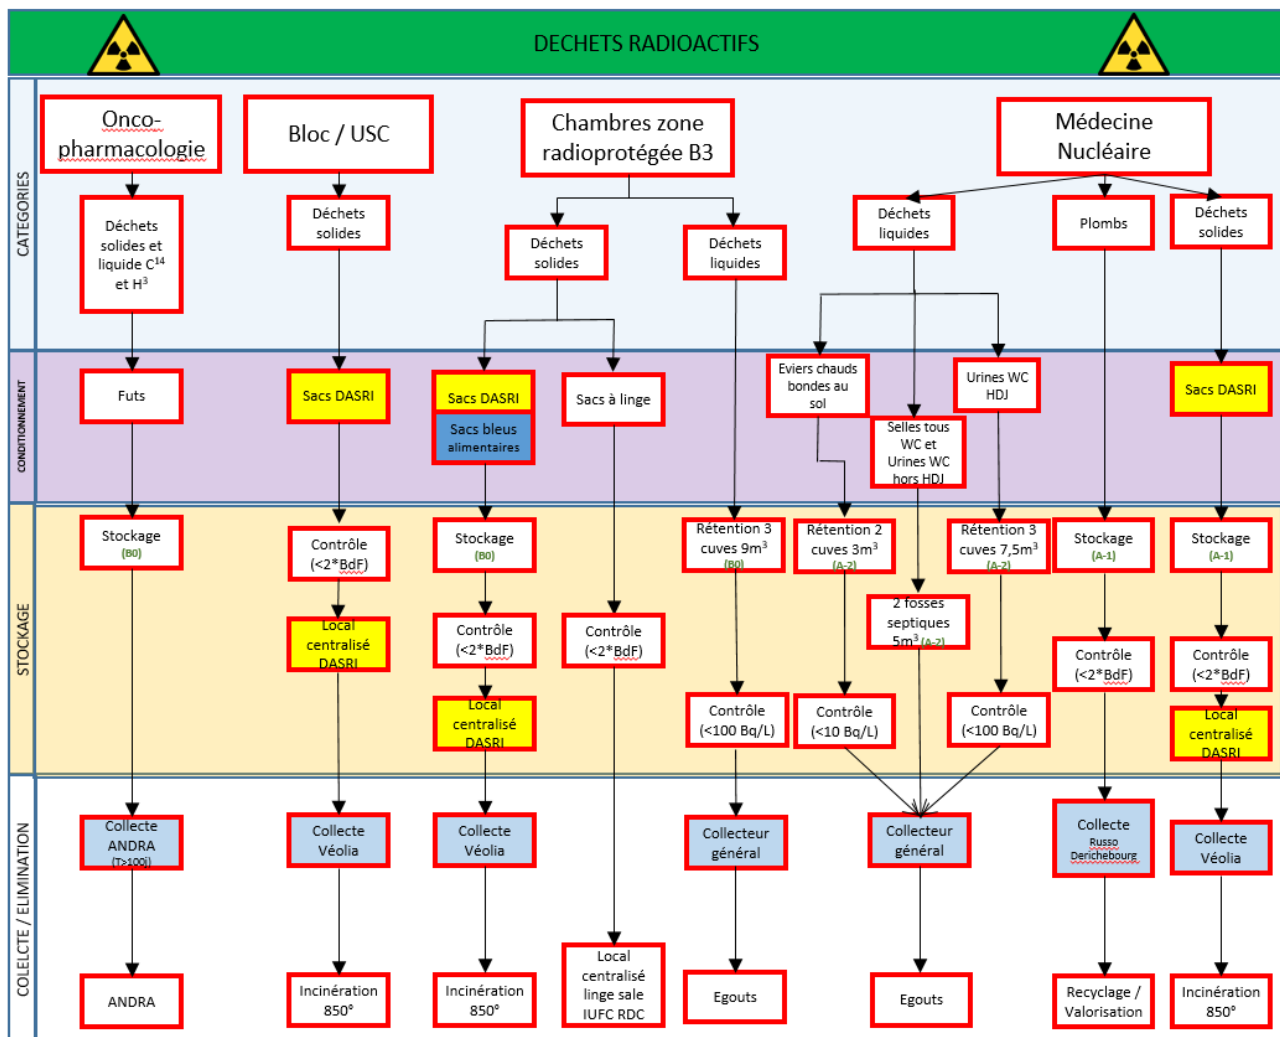 DECHETS RADIOACTIFS
CATEGORIES
Onco-
pharmacologie
Bloc / USC
Chambres zone
radioprotégée B3
Médecine
Nucléaire
Déchets
solides et
liquide C¹⁴
et H³
Déchets
solides
Déchets
solides
Déchets
liquides
Déchets
liquides
Plombs
Déchets
solides
CONDITIONNEMENT
Futs
Sacs DASRI
Sacs DASRI
Sacs bleus
alimentaires
Sacs à linge
Eviers chauds
bondes au
sol
Selles tous
WC et
Urines WC
hors HDJ
Urines WC
HDJ
Sacs DASRI
STOCKAGE
Stockage
(B0)
Contrôle
(<2*BdF)
Local
centralisé
DASRI
Stockage
(B0)
Contrôle
(<2*BdF)
Local
centralisé
DASRI
Contrôle
(<2*BdF)
Rétention 3
cuves 9m³
(B0)
Contrôle
(<100 Bq/L)
Rétention 2
cuves 3m³
(A-2)
Contrôle
(<10 Bq/L)
2 fosses
septiques
5m³ (A-2)
Rétention 3
cuves 7,5m³
(A-2)
Contrôle
(<100 Bq/L)
Stockage
(A-1)
Contrôle
(<2*BdF)
Stockage
(A-1)
Contrôle
(<2*BdF)
Local
centralisé
DASRI
COLELCTE / ELIMINATION
Collecte
ANDRA
(T>100j)
Collecte
Véolia
Collecte
Véolia
Collecteur
général
Collecteur
général
Collecte
Russo
Derichebourg
Collecte
Véolia
ANDRA
Incinération
850°
Incinération
850°
Local
centralisé
linge sale
IUFC RDC
Egouts
Egouts
Recyclage /
Valorisation
Incinération
850°